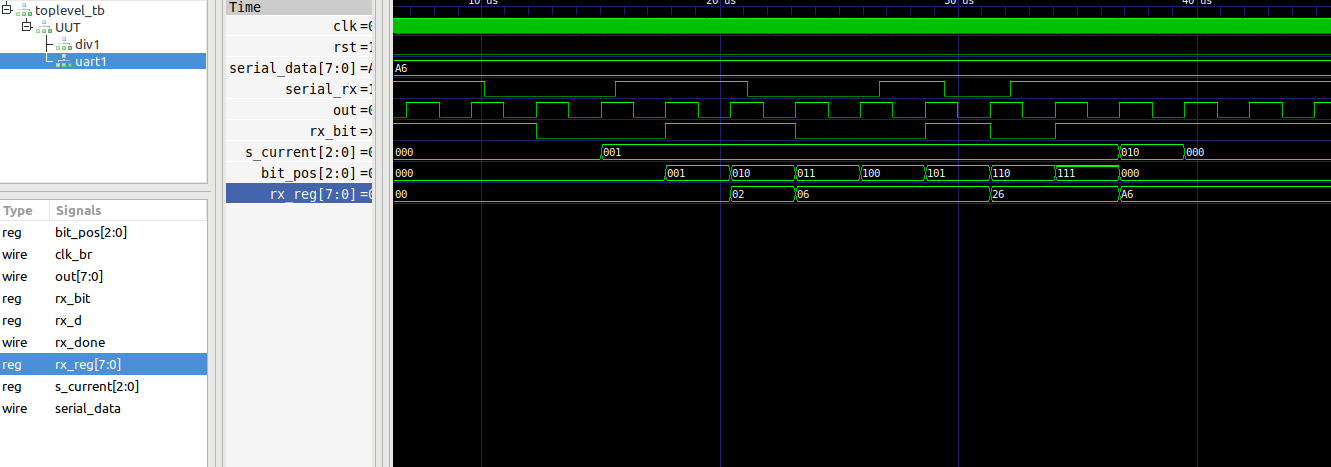 toplevel_tb
UUT
div1
uart1
Type Signals
reg bit_pos[2:0]
wire clk_br
wire out[7:0]
reg rx_bit
reg rx_d
wire rx_done
reg rx_reg[7:0]
reg s_current[2:0]
wire serial_data
Time
clk=
rst=
serial_data[7:0]=
serial_rx=
out=
rx_bit=x
s_current[2:0]=
bit_pos[2:0]=
rx_reg[7:0]=
10 us 20 us 30 us 40 us
A6
000 001 010 000
000 001 010 011 100 101 110 111 000
00 02 06 26 A6